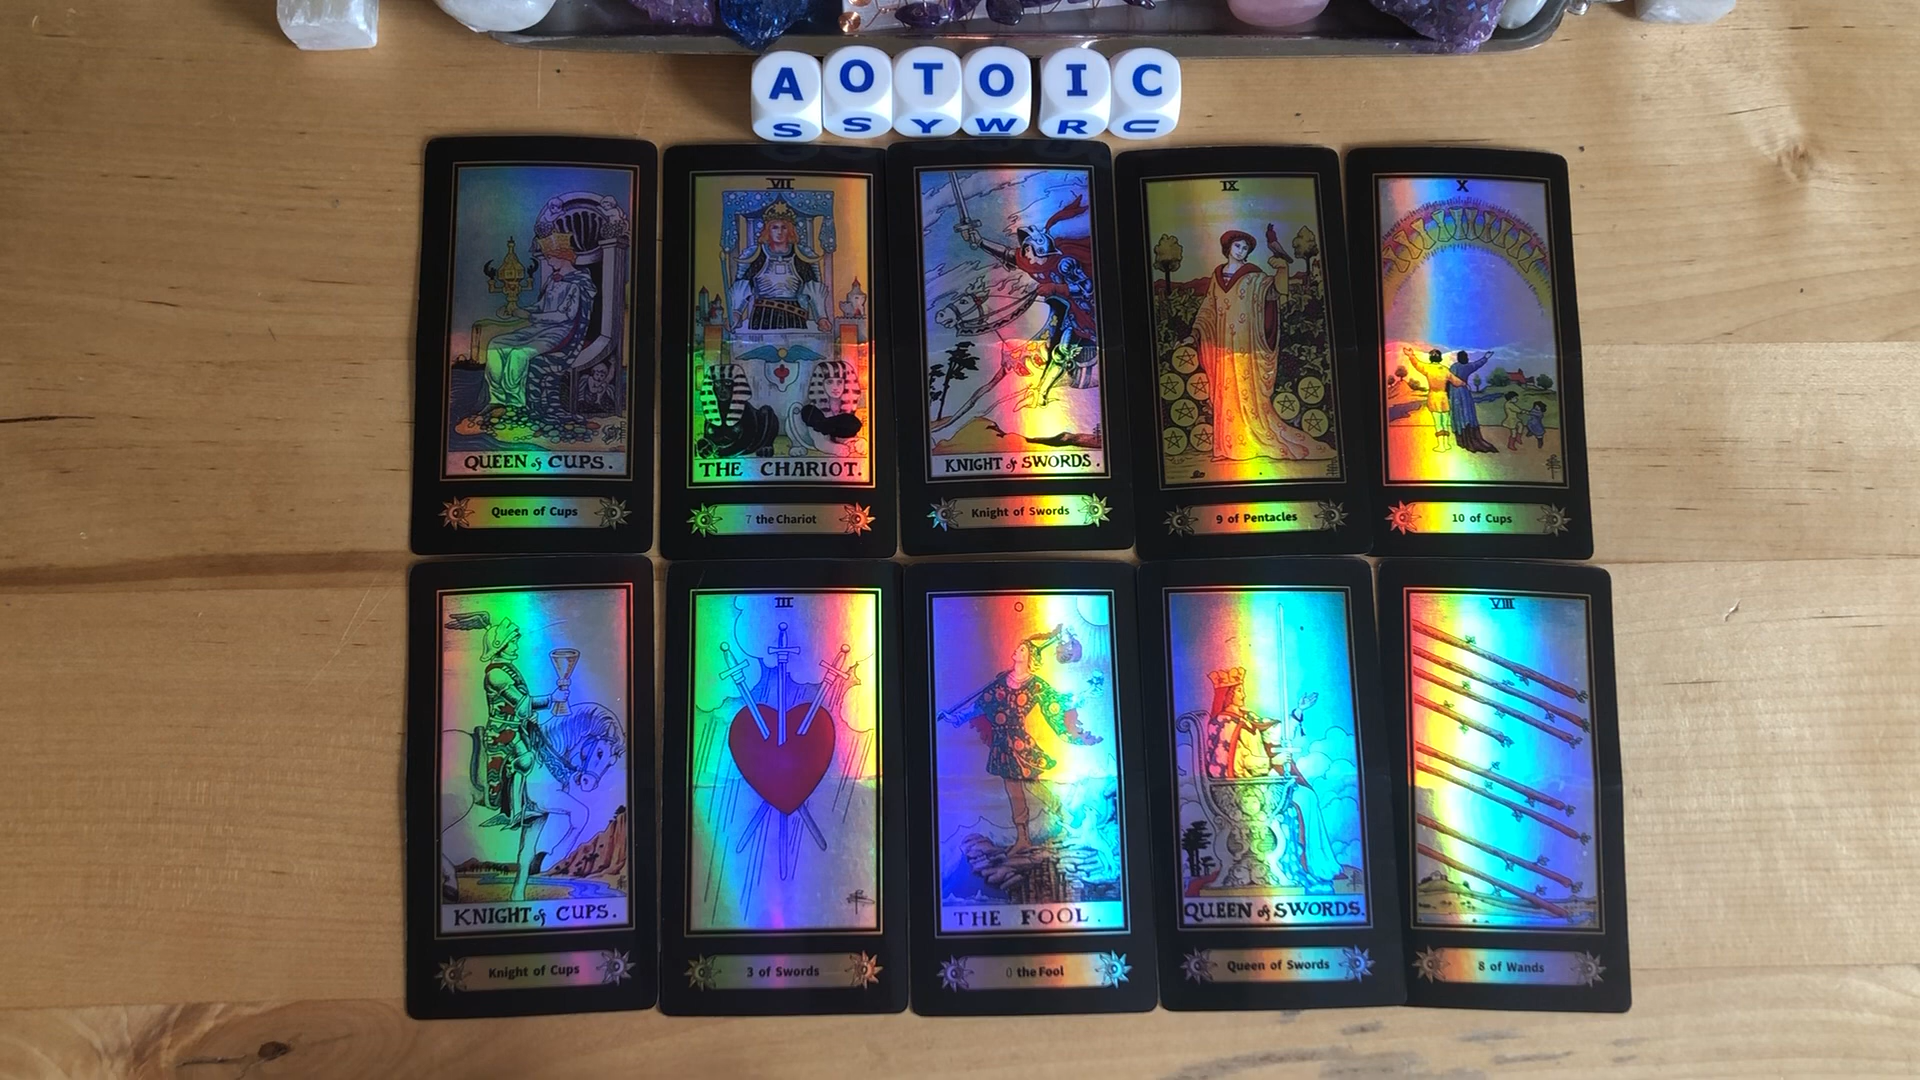 A O T O I C
S S Y W R C
VII IX X
QUEEN of CUPS. THE CHARIOT. KNIGHT of SWORDS.
Queen of Cups 7 the Chariot Knight of Swords 9 of Pentacles 10 of Cups
III 0 VIII
KNIGHT of CUPS. THE FOOL. QUEEN of SWORDS.
Knight of Cups 3 of Swords 0 the Fool Queen of Swords 8 of Wands